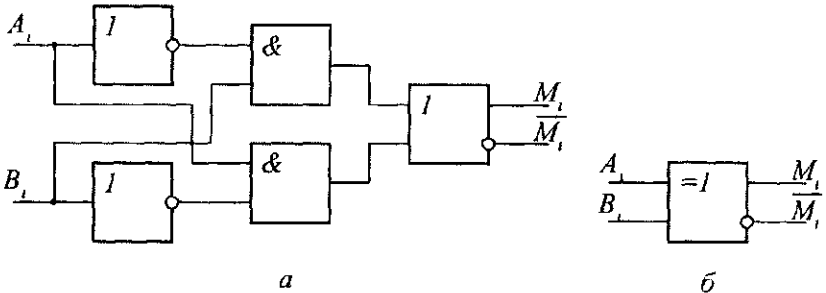 A_i 1 & 1 M_i
M̅_i
B_i 1 &
A_i =1 M_i
B_i M̅_i
а б